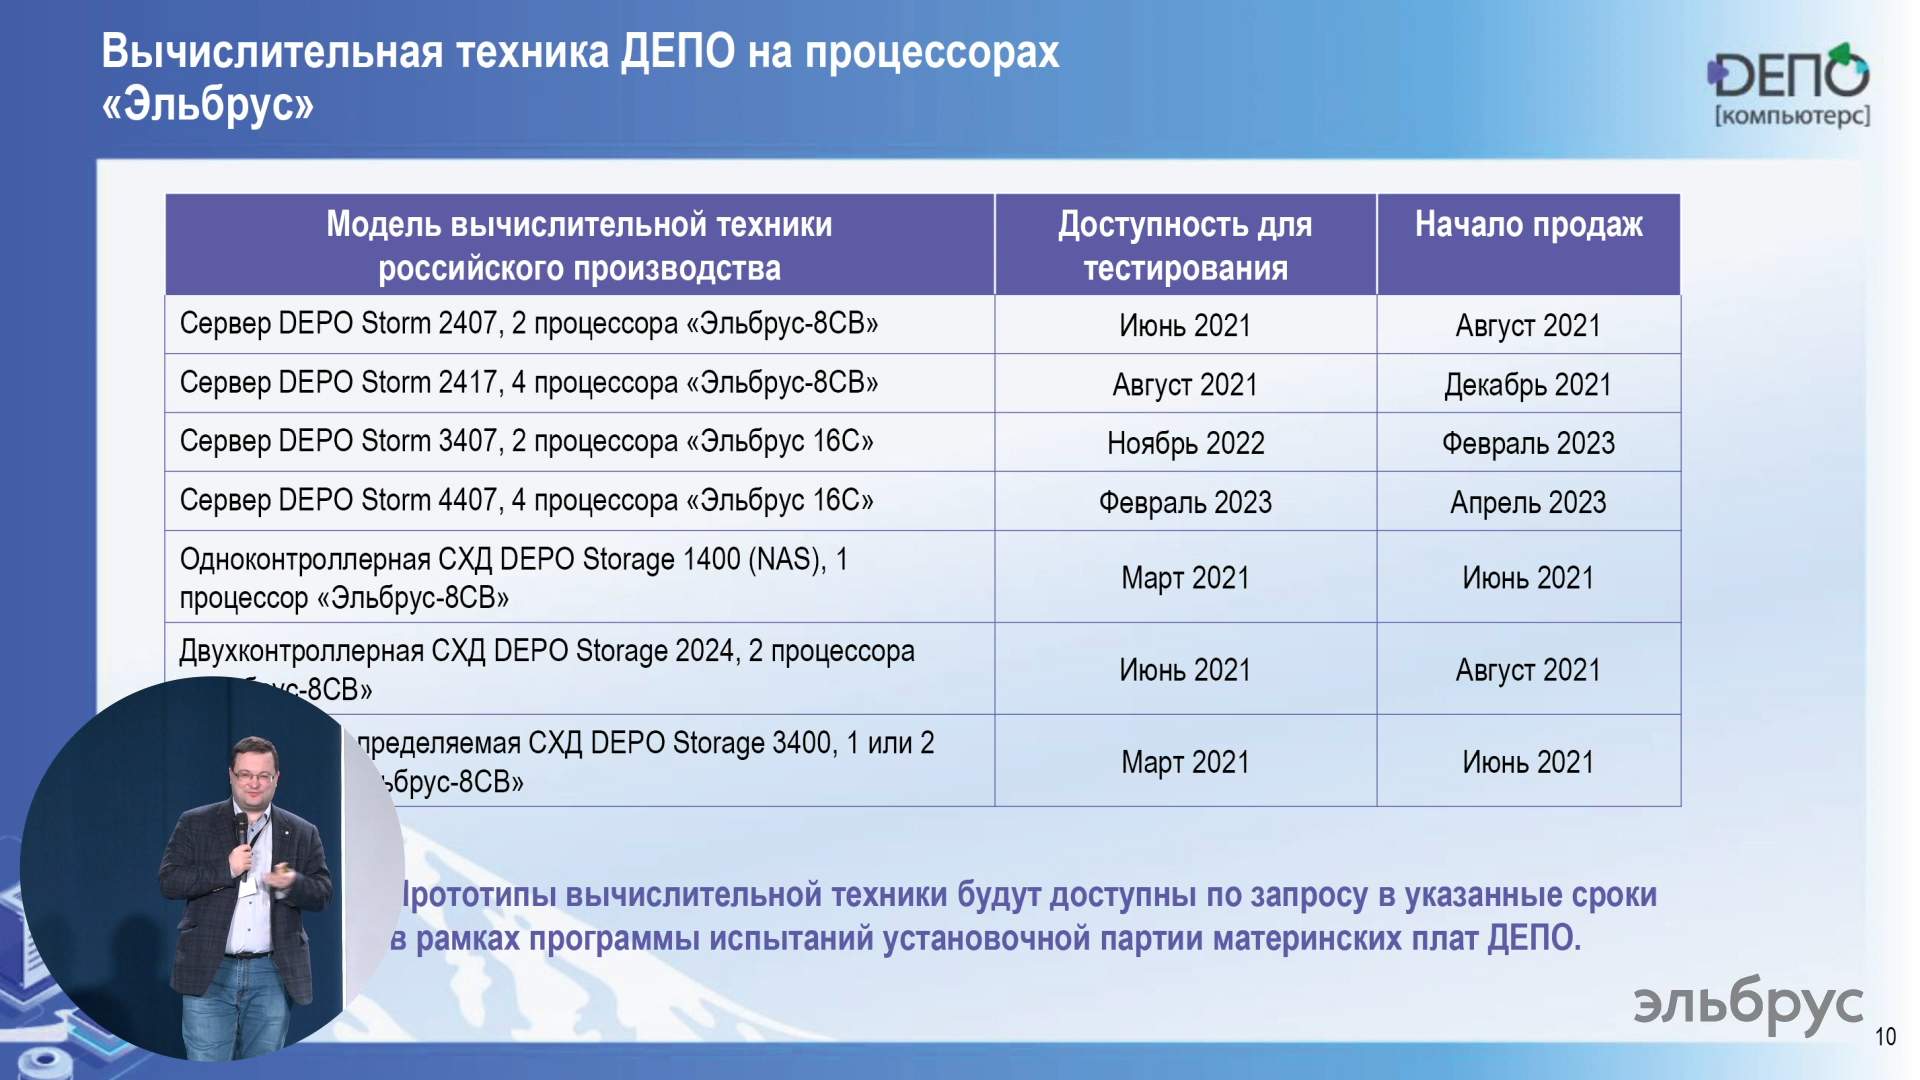 Вычислительная техника ДЕПО на процессорах
«Эльбрус»
ДЕПО
[компьютерс]
Модель вычислительной техники
российского производства
Доступность для
тестирования
Начало продаж
Сервер DEPO Storm 2407, 2 процессора «Эльбрус-8СВ»
Июнь 2021
Август 2021
Сервер DEPO Storm 2417, 4 процессора «Эльбрус-8СВ»
Август 2021
Декабрь 2021
Сервер DEPO Storm 3407, 2 процессора «Эльбрус 16С»
Ноябрь 2022
Февраль 2023
Сервер DEPO Storm 4407, 4 процессора «Эльбрус 16С»
Февраль 2023
Апрель 2023
Одноконтроллерная СХД DEPO Storage 1400 (NAS), 1
процессор «Эльбрус-8СВ»
Март 2021
Июнь 2021
Двухконтроллерная СХД DEPO Storage 2024, 2 процессора
ус-8СВ»
Июнь 2021
Август 2021
пределяемая СХД DEPO Storage 3400, 1 или 2
ьбрус-8СВ»
Март 2021
Июнь 2021
рототипы вычислительной техники будут доступны по запросу в указанные сроки
в рамках программы испытаний установочной партии материнских плат ДЕПО.
эльбрус
10